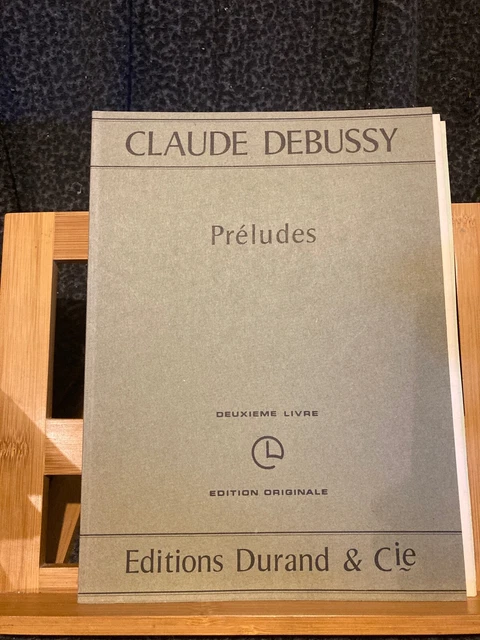 CLAUDE DEBUSSY
Préludes
DEUXIEME LIVRE
EDITION ORIGINALE
Editions Durand & Cie